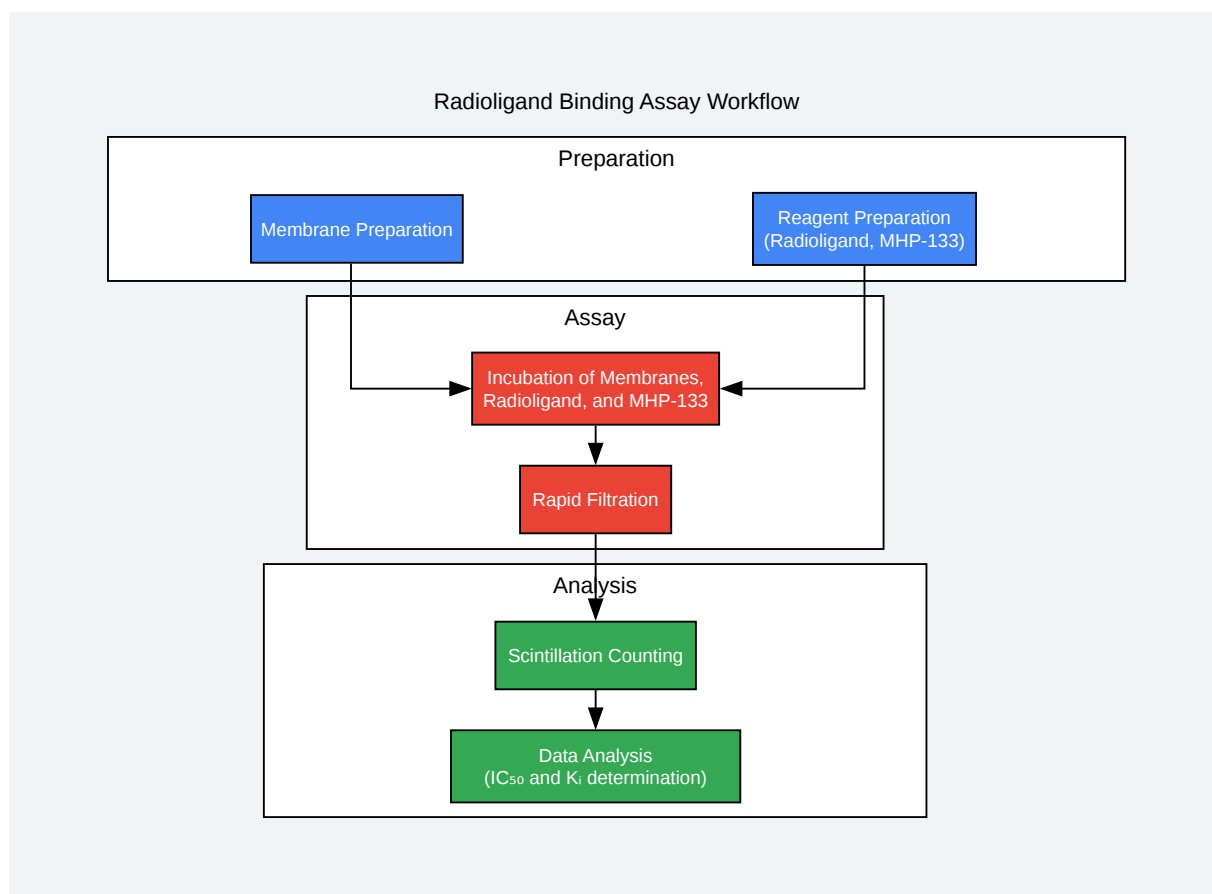 Radioligand Binding Assay Workflow
Preparation
Membrane Preparation
Reagent Preparation
(Radioligand, MHP-133)
Assay
Incubation of Membranes,
Radioligand, and MHP-133
Rapid Filtration
Analysis
Scintillation Counting
Data Analysis
(IC₅₀ and Kᵢ determination)